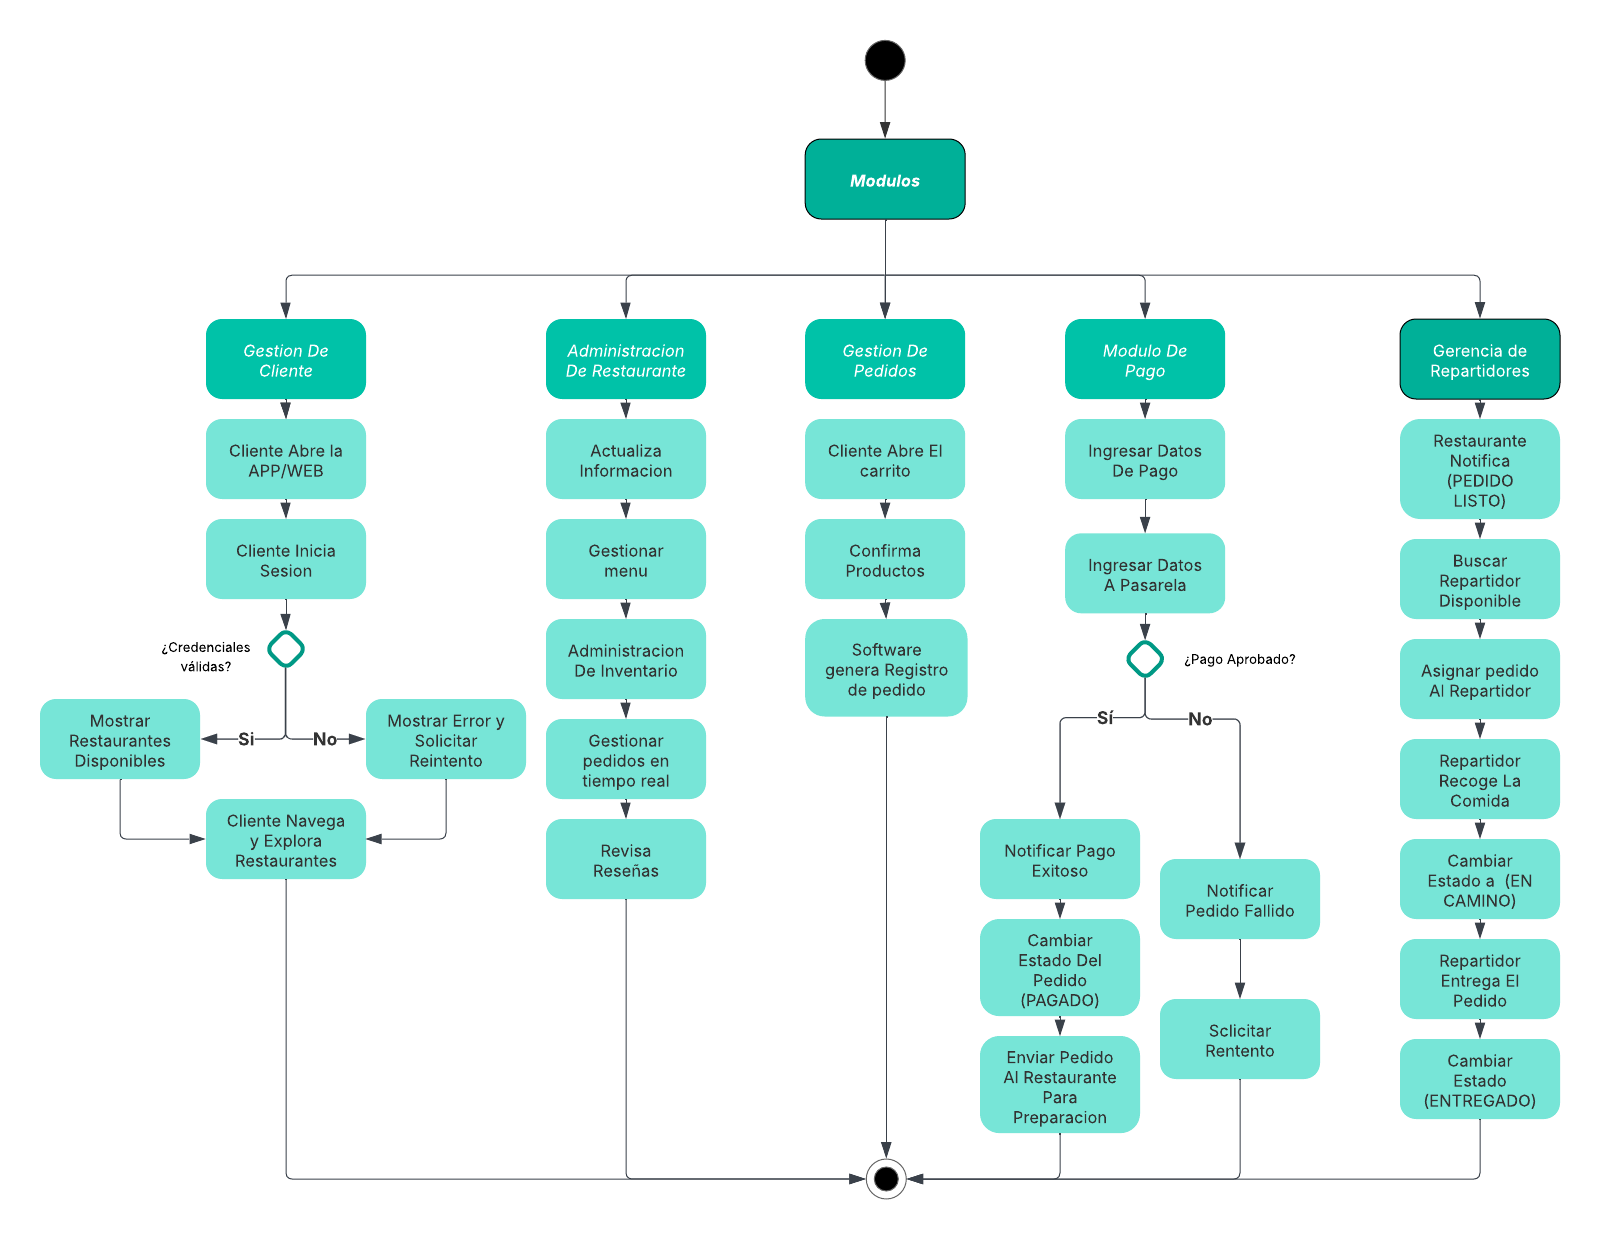 Modulos
Gestion De
Cliente
Cliente Abre la
APP/WEB
Cliente Inicia
Sesion
¿Credenciales
válidas?
Si
No
Mostrar
Restaurantes
Disponibles
Mostrar Error y
Solicitar
Reintento
Cliente Navega
y Explora
Restaurantes
Administracion
De Restaurante
Actualiza
Informacion
Gestionar
menu
Administracion
De Inventario
Gestionar
pedidos en
tiempo real
Revisa
Reseñas
Gestion De
Pedidos
Cliente Abre El
carrito
Confirma
Productos
Software
genera Registro
de pedido
Modulo De
Pago
Ingresar Datos
De Pago
Ingresar Datos
A Pasarela
¿Pago Aprobado?
Sí
No
Notificar Pago
Exitoso
Cambiar
Estado Del
Pedido
(PAGADO)
Enviar Pedido
Al Restaurante
Para
Preparacion
Notificar
Pedido Fallido
Sclicitar
Rentento
Gerencia de
Repartidores
Restaurante
Notifica
(PEDIDO
LISTO)
Buscar
Repartidor
Disponible
Asignar pedido
Al Repartidor
Repartidor
Recoge La
Comida
Cambiar
Estado a (EN
CAMINO)
Repartidor
Entrega El
Pedido
Cambiar
Estado
(ENTREGADO)